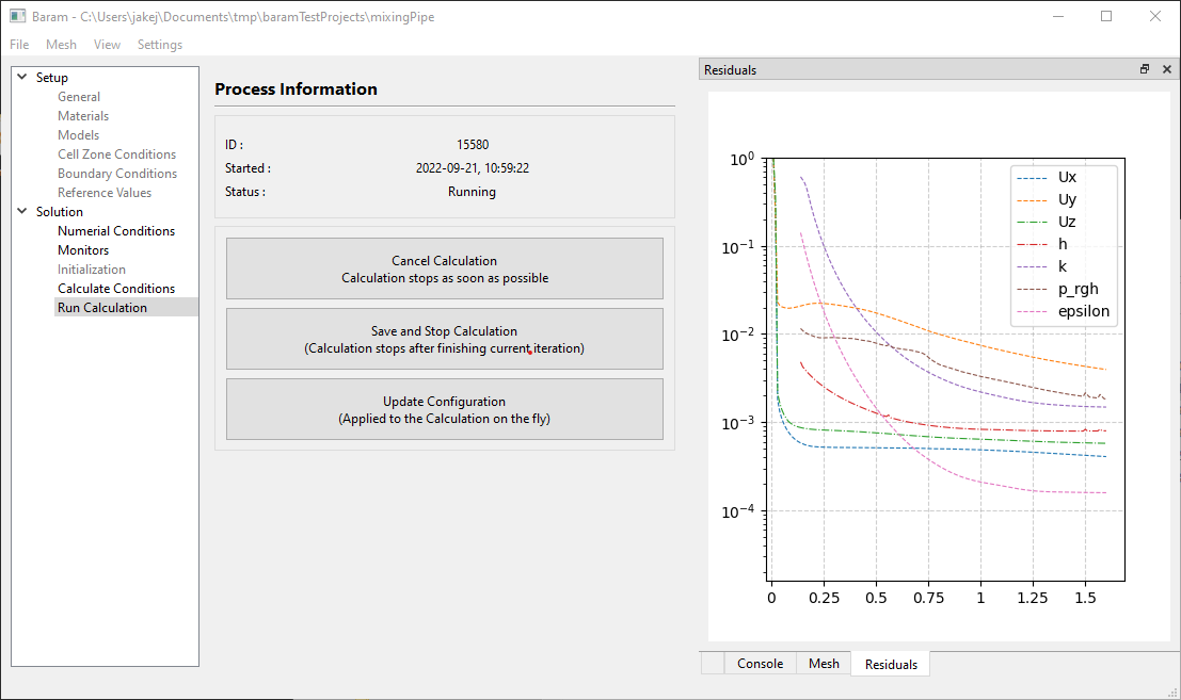 Baram - C:\Users\jakej\Documents\tmp\baramTestProjects\mixingPipe
File Mesh View Settings
Setup
General
Materials
Models
Cell Zone Conditions
Boundary Conditions
Reference Values
Solution
Numerial Conditions
Monitors
Initialization
Calculate Conditions
Run Calculation
Process Information
ID : 15580
Started : 2022-09-21, 10:59:22
Status : Running
Cancel Calculation
Calculation stops as soon as possible
Save and Stop Calculation
(Calculation stops after finishing current iteration)
Update Configuration
(Applied to the Calculation on the fly)
Residuals
10⁰
10⁻¹
10⁻²
10⁻³
10⁻⁴
Ux
Uy
Uz
h
k
p_rgh
epsilon
0 0.25 0.5 0.75 1 1.25 1.5
Console Mesh Residuals